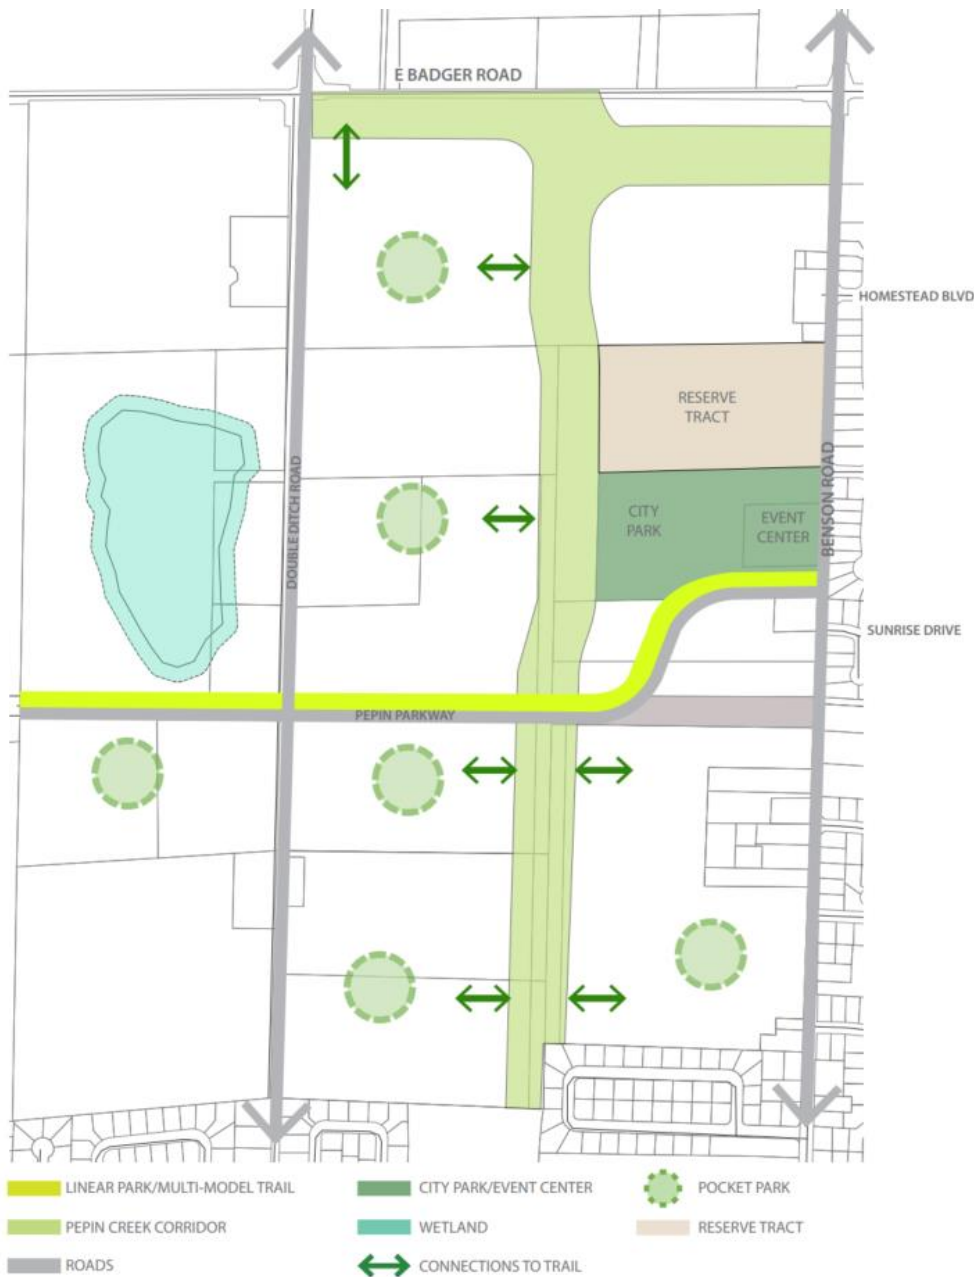 E BADGER ROAD
HOMESTEAD BLVD
RESERVE
TRACT
DOUBLE DITCH ROAD
BENSON ROAD
CITY
PARK
EVENT
CENTER
SUNRISE DRIVE
PEPIN PARKWAY
LINEAR PARK/MULTI-MODEL TRAIL
CITY PARK/EVENT CENTER
POCKET PARK
PEPIN CREEK CORRIDOR
WETLAND
RESERVE TRACT
ROADS
CONNECTIONS TO TRAIL